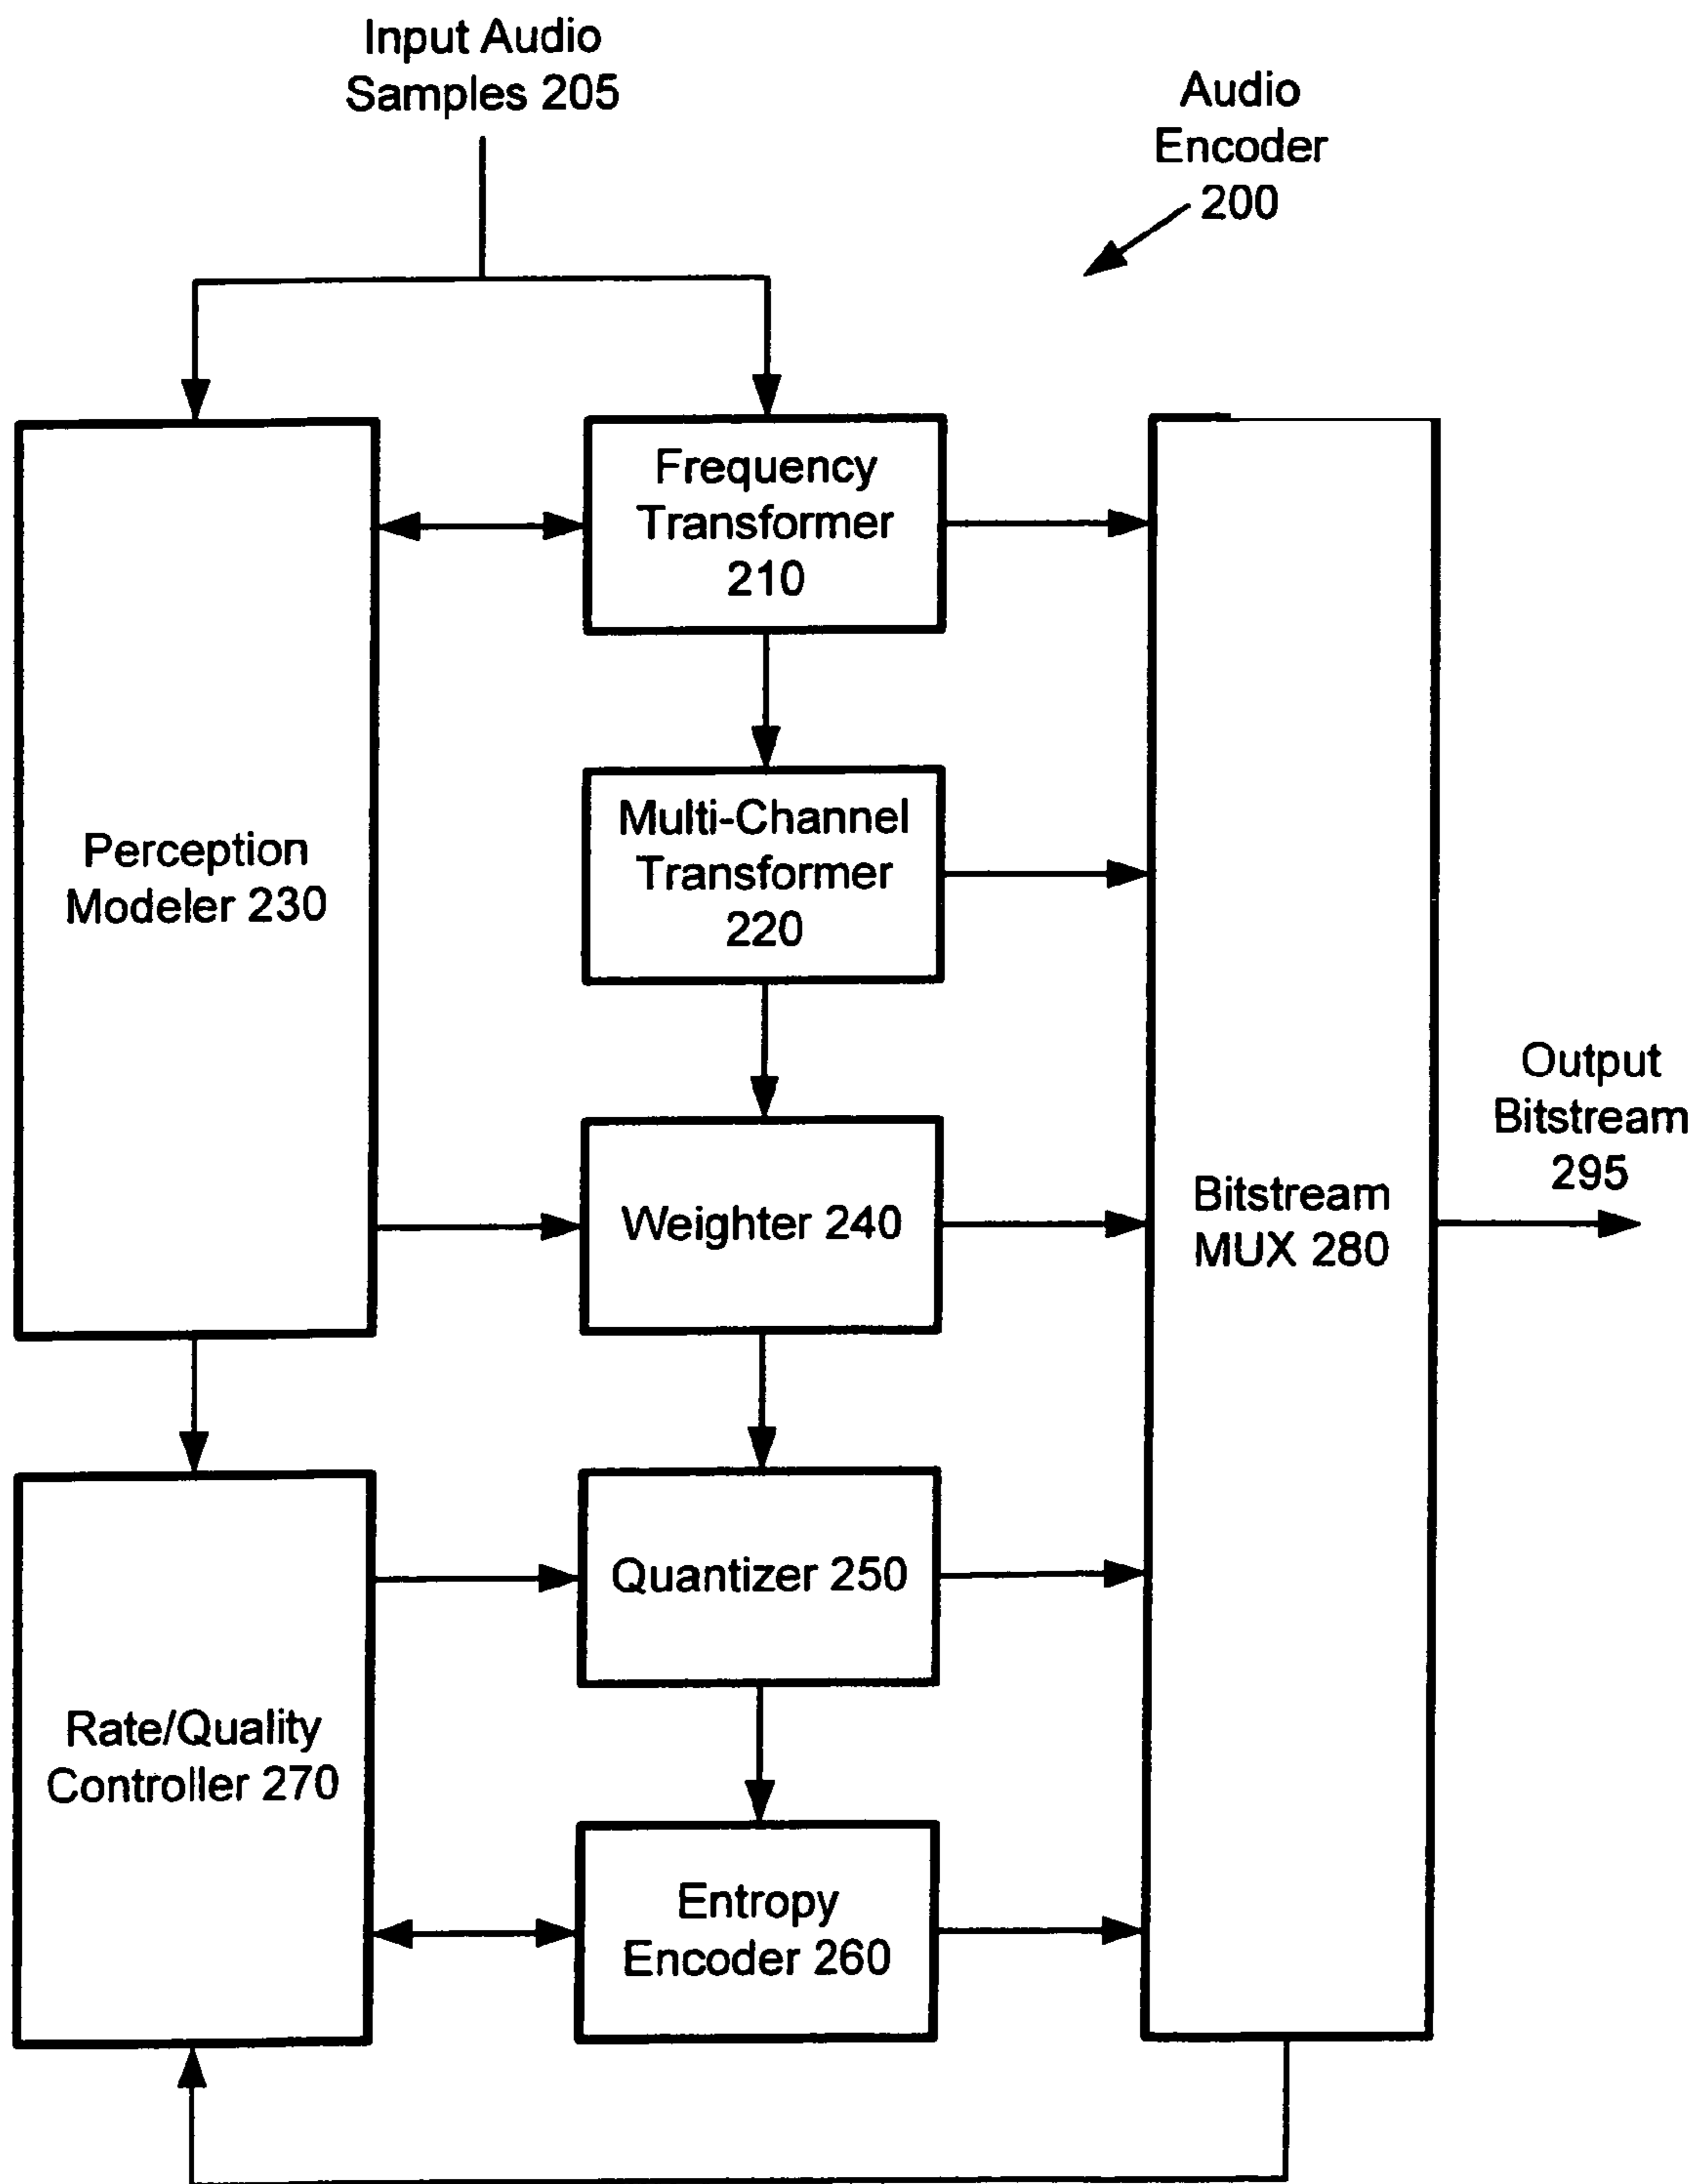 Input Audio
Samples 205
Audio
Encoder
200
Frequency
Transformer
210
Multi-Channel
Transformer
220
Perception
Modeler 230
Weighter 240
Bitstream
MUX 280
Output
Bitstream
295
Quantizer 250
Rate/Quality
Controller 270
Entropy
Encoder 260